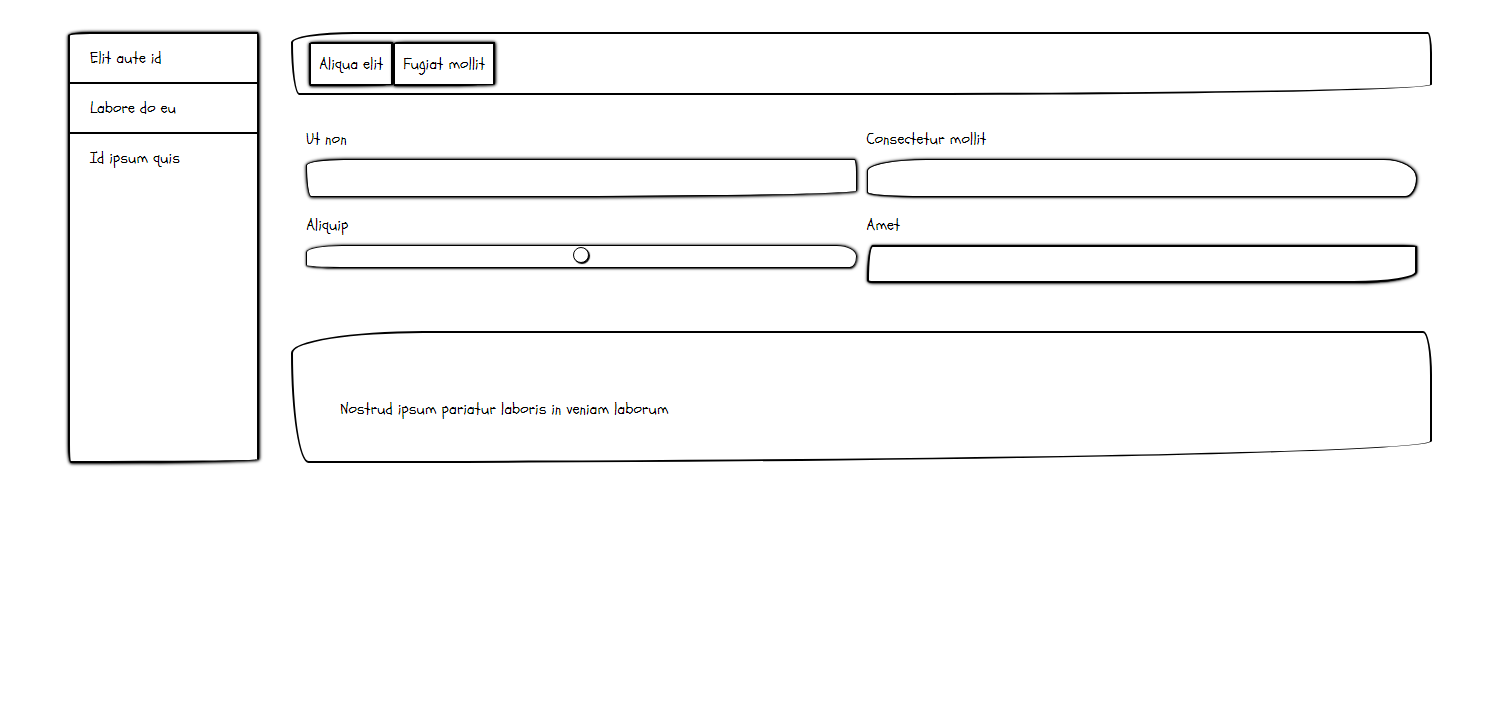 Elit aute id
Labore do eu
Id ipsum quis
Aliqua elit
Fugiat mollit
Ut non
Consectetur mollit
Aliquip
Amet
Nostrud ipsum pariatur laboris in veniam laborum